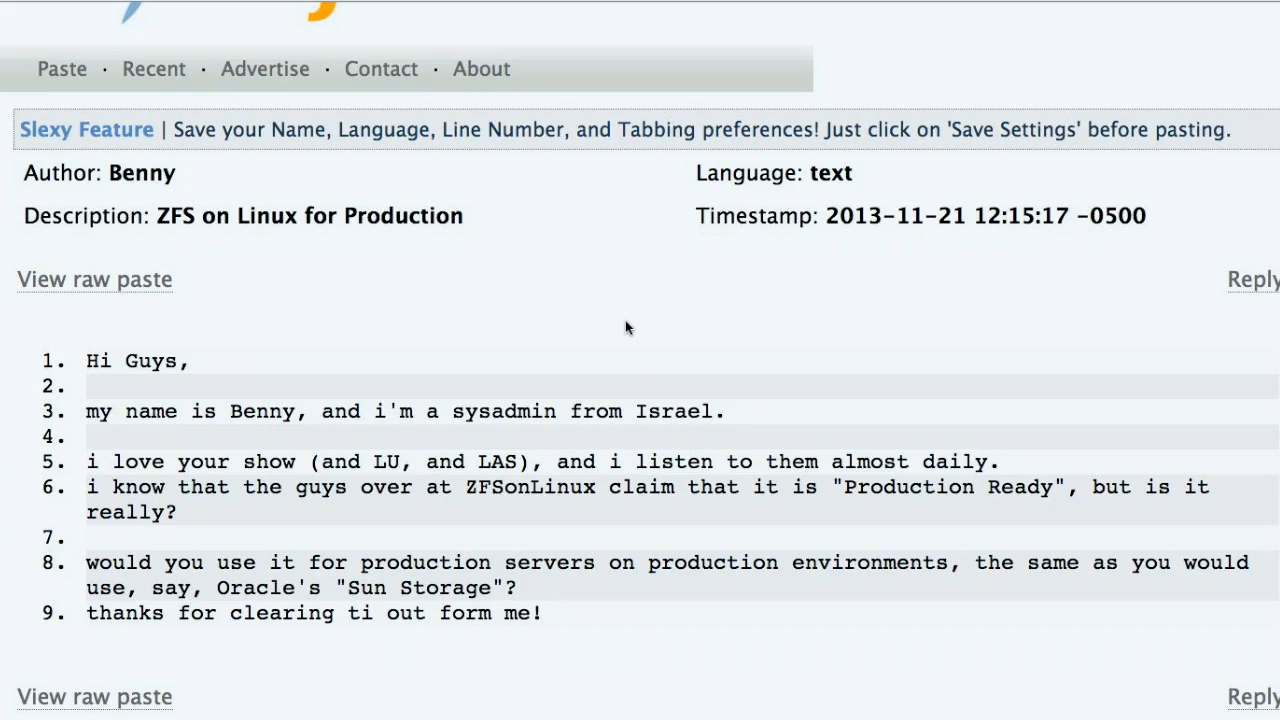 Paste · Recent · Advertise · Contact · About
Slexy Feature | Save your Name, Language, Line Number, and Tabbing preferences! Just click on 'Save Settings' before pasting.
Author: Benny Language: text
Description: ZFS on Linux for Production Timestamp: 2013-11-21 12:15:17 -0500
View raw paste Reply
1. Hi Guys,
2.
3. my name is Benny, and i'm a sysadmin from Israel.
4.
5. i love your show (and LU, and LAS), and i listen to them almost daily.
6. i know that the guys over at ZFSonLinux claim that it is "Production Ready", but is it
really?
7.
8. would you use it for production servers on production environments, the same as you would
use, say, Oracle's "Sun Storage"?
9. thanks for clearing ti out form me!
View raw paste Reply